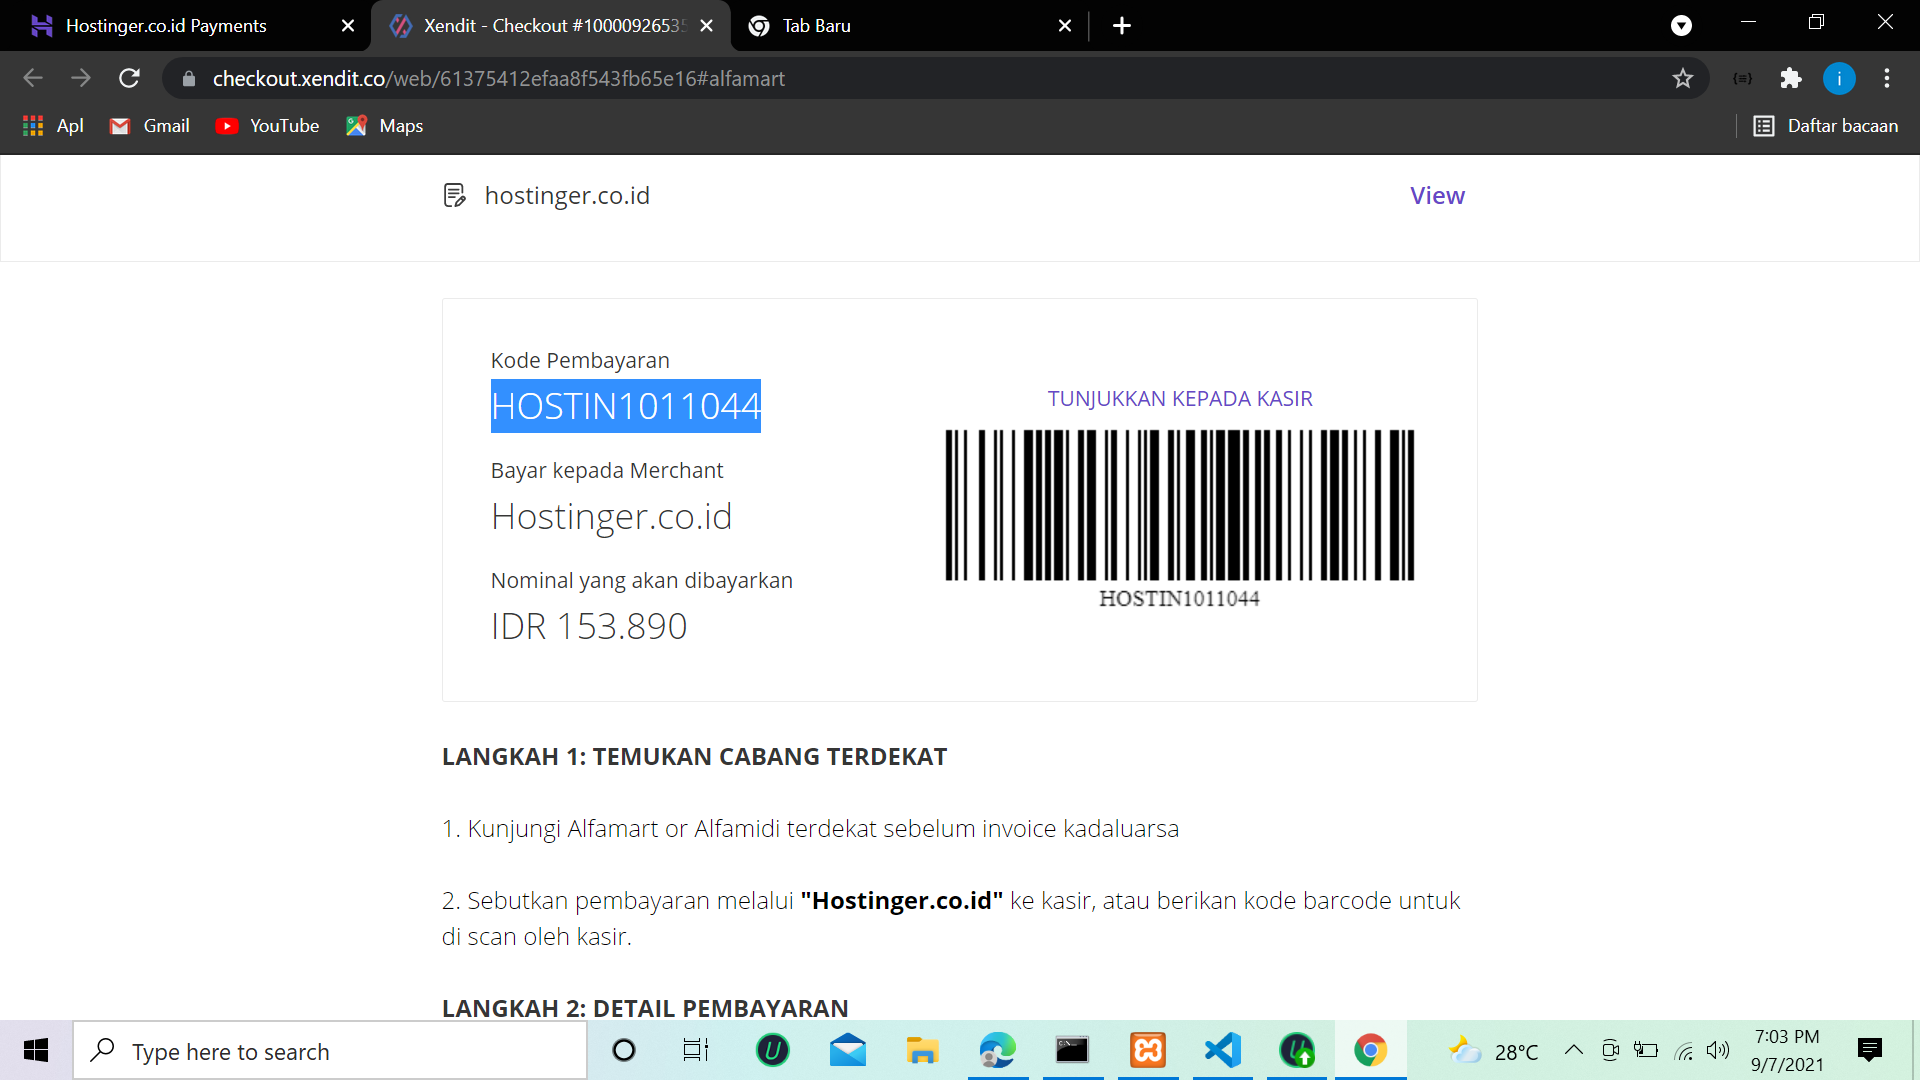 Hostinger.co.id Payments
Xendit - Checkout #1000092653
Tab Baru
checkout.xendit.co/web/61375412efaa8f543fb65e16#alfamart
i
Apl
Gmail
YouTube
Maps
Daftar bacaan
hostinger.co.id
View
Kode Pembayaran
HOSTIN1011044
TUNJUKKAN KEPADA KASIR
HOSTIN1011044
Bayar kepada Merchant
Hostinger.co.id
Nominal yang akan dibayarkan
IDR 153.890
LANGKAH 1: TEMUKAN CABANG TERDEKAT
1. Kunjungi Alfamart or Alfamidi terdekat sebelum invoice kadaluarsa
2. Sebutkan pembayaran melalui "Hostinger.co.id" ke kasir, atau berikan kode barcode untuk
di scan oleh kasir.
LANGKAH 2: DETAIL PEMBAYARAN
Type here to search
28°C
7:03 PM
9/7/2021